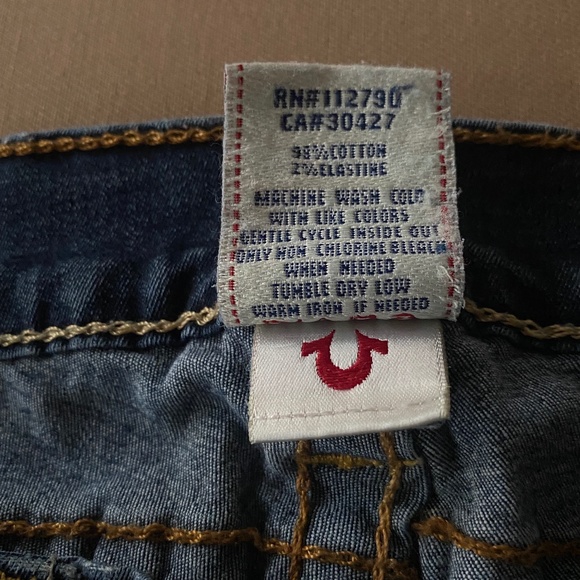 RN#112790
CA#30427
98%COTTON
2%ELASTINE
MACHINE WASH COLD
WITH LIKE COLORS
GENTLE CYCLE INSIDE OUT
ONLY NON CHLORINE BLEACH
WHEN NEEDED
TUMBLE DRY LOW
WARM IRON IF NEEDED